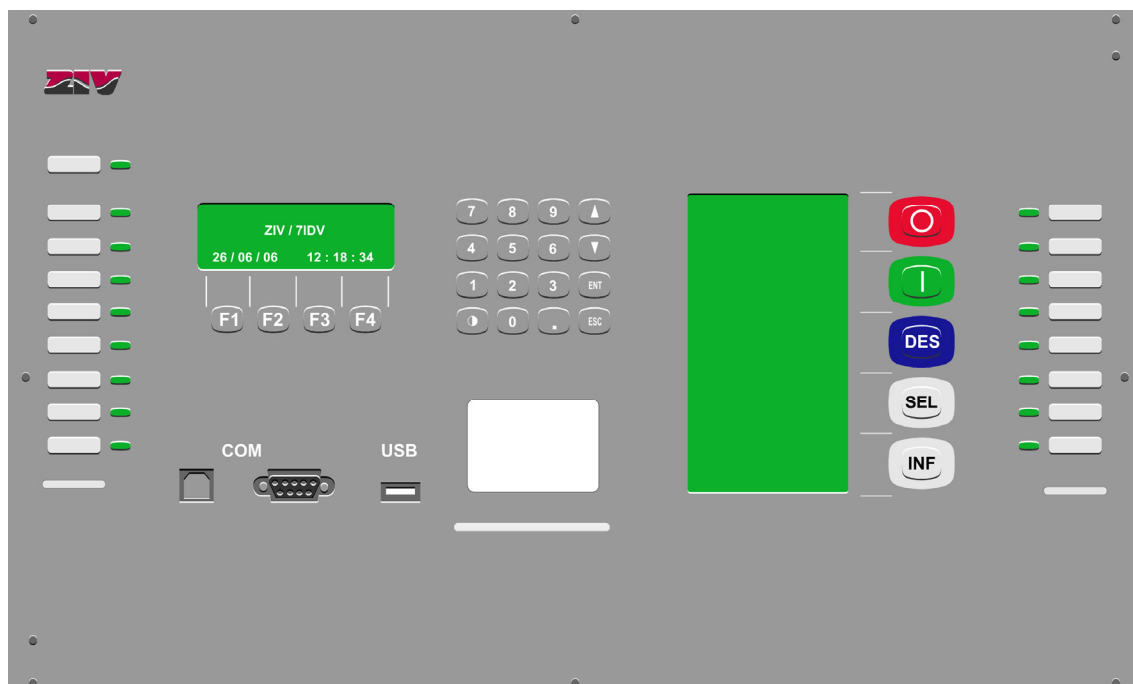 ZIV
ZIV / 7IDV
26 / 06 / 06 12 : 18 : 34
F1 F2 F3 F4
7 8 9
4 5 6
1 2 3 ENT
0 . ESC
COM
USB
O
I
DES
SEL
INF